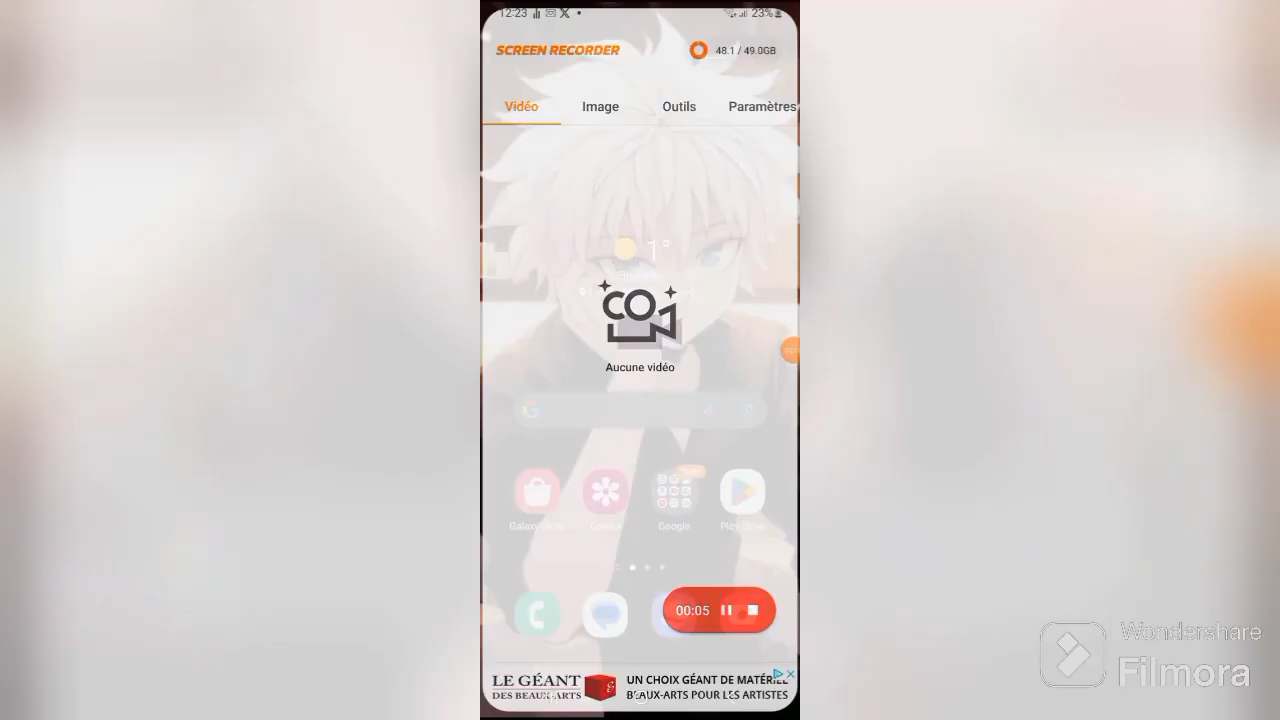 12:23
23%
SCREEN RECORDER
48.1 / 49.0GB
Vidéo
Image
Outils
Paramètres
1°
Aucune vidéo
Google
00:05
LE GÉANT
DES BEAUX-ARTS
UN CHOIX GÉANT DE MATÉRIEL
BEAUX-ARTS POUR LES ARTISTES
Wondershare
Filmora